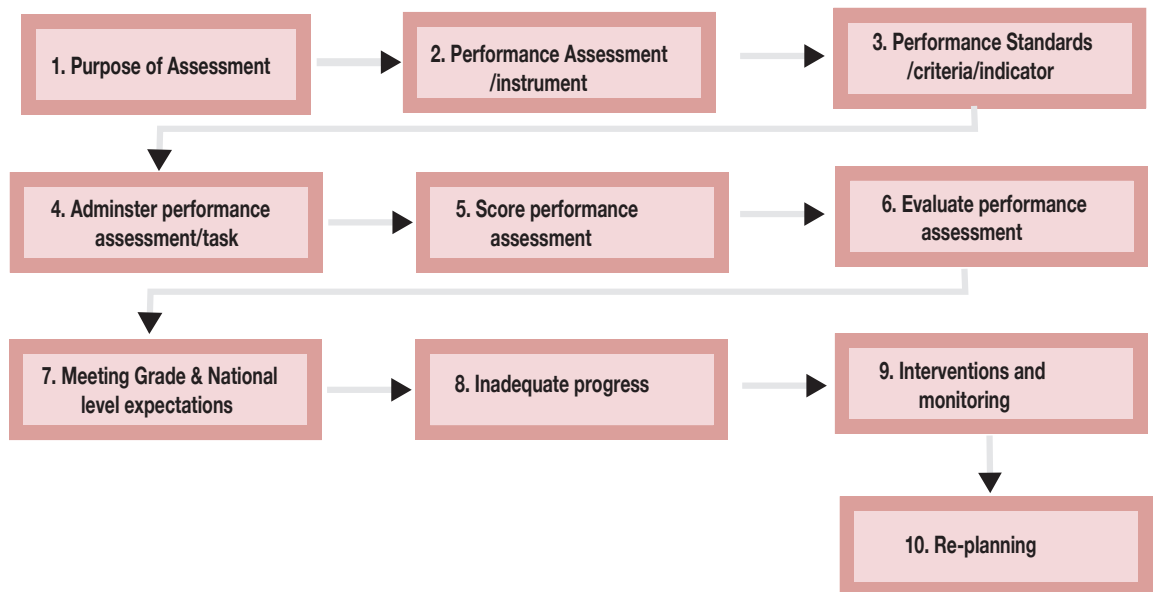 1. Purpose of Assessment
2. Performance Assessment
/instrument
3. Performance Standards
/criteria/indicator
4. Adminster performance
assessment/task
5. Score performance
assessment
6. Evaluate performance
assessment
7. Meeting Grade & National
level expectations
8. Inadequate progress
9. Interventions and
monitoring
10. Re-planning